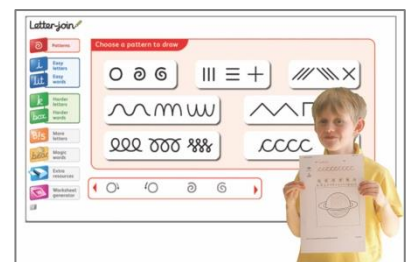 Letter-join
Choose a pattern to draw
Patterns
Easy
letters
Easy
words
Harder
letters
Harder
words
More
letters
Magic
words
Extra
resources
Worksheet
generator